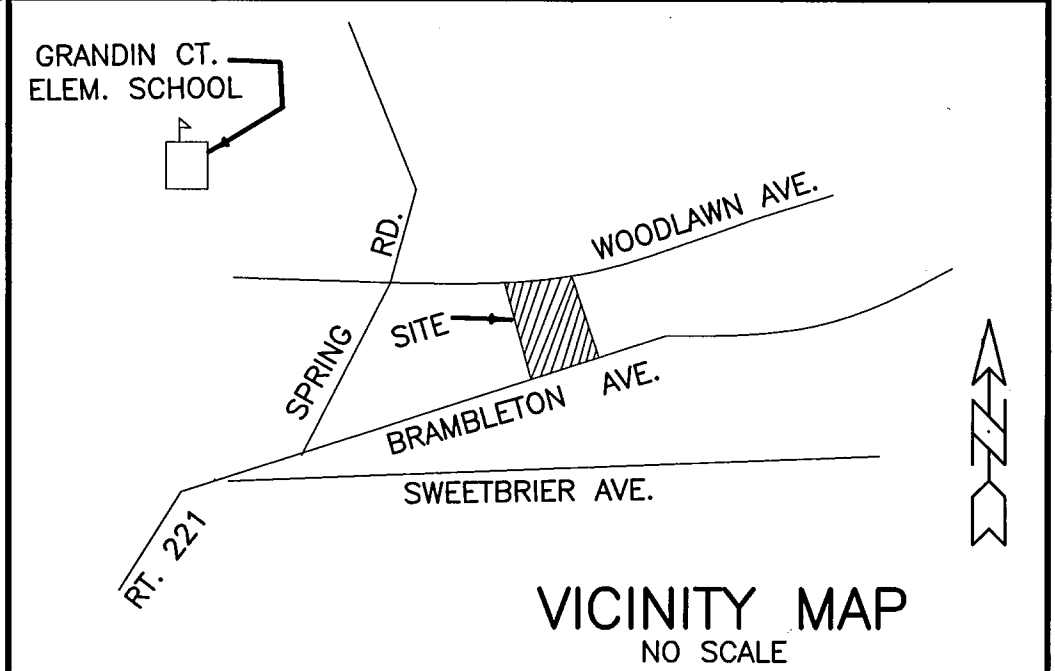 GRANDIN CT.
ELEM. SCHOOL
WOODLAWN AVE.
SPRING RD.
SITE
BRAMBLETON AVE.
SWEETBRIER AVE.
RT. 221
N
VICINITY MAP
NO SCALE